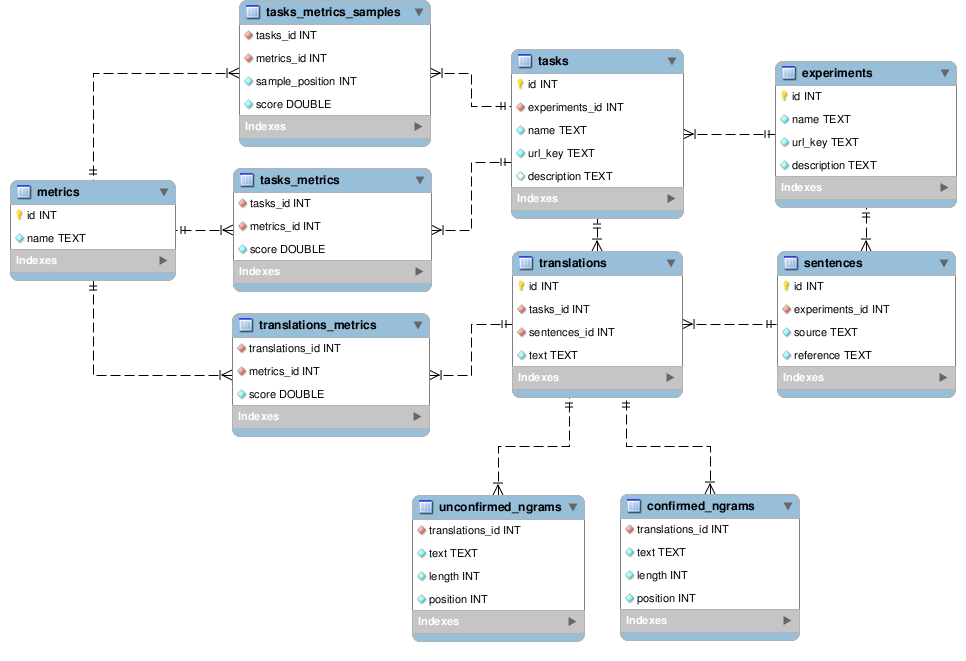 tasks_metrics_samples
tasks_id INT
metrics_id INT
sample_position INT
score DOUBLE
Indexes
tasks
id INT
experiments_id INT
name TEXT
url_key TEXT
description TEXT
Indexes
experiments
id INT
name TEXT
url_key TEXT
description TEXT
Indexes
metrics
id INT
name TEXT
Indexes
tasks_metrics
tasks_id INT
metrics_id INT
score DOUBLE
Indexes
translations
id INT
tasks_id INT
sentences_id INT
text TEXT
Indexes
sentences
id INT
experiments_id INT
source TEXT
reference TEXT
Indexes
translations_metrics
translations_id INT
metrics_id INT
score DOUBLE
Indexes
unconfirmed_ngrams
translations_id INT
text TEXT
length INT
position INT
Indexes
confirmed_ngrams
translations_id INT
text TEXT
length INT
position INT
Indexes